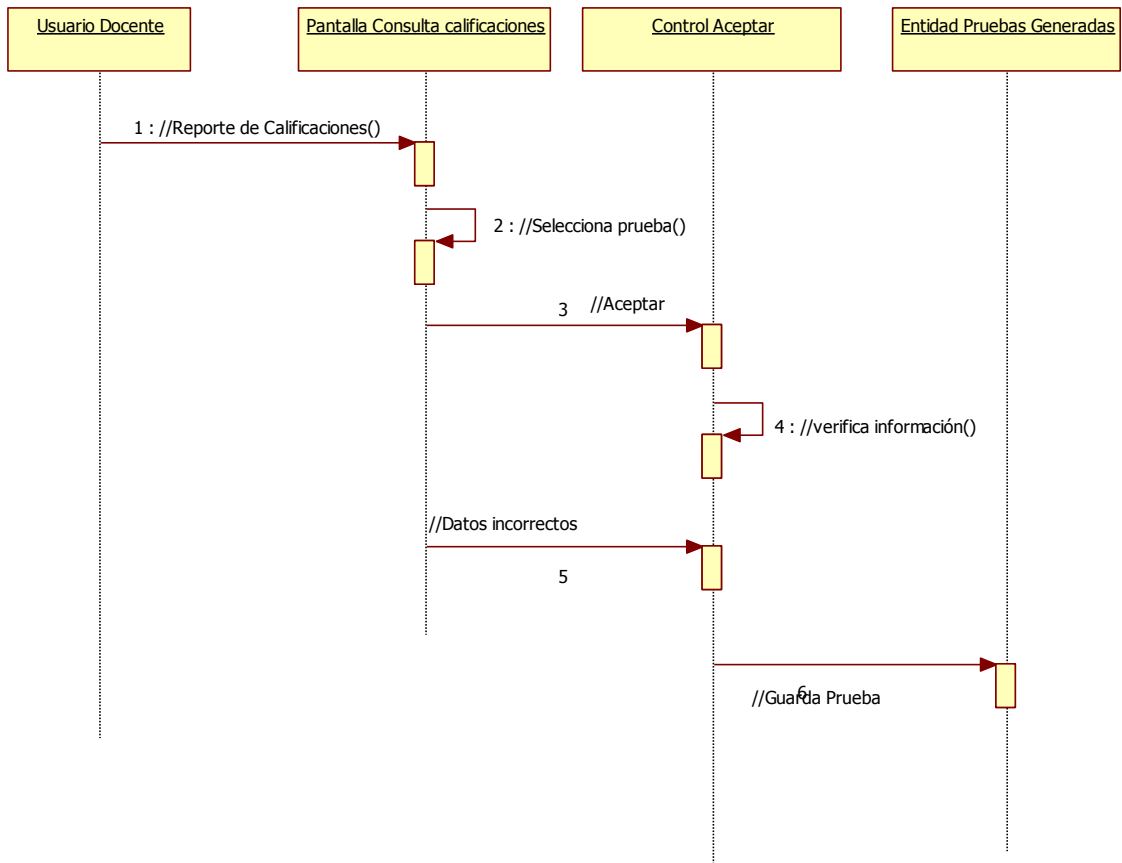 Usuario Docente
Pantalla Consulta calificaciones
Control Aceptar
Entidad Pruebas Generadas
1 : //Reporte de Calificaciones()
2 : //Selecciona prueba()
3
//Aceptar
4 : //verifica información()
//Datos incorrectos
5
6
//Guarda Prueba